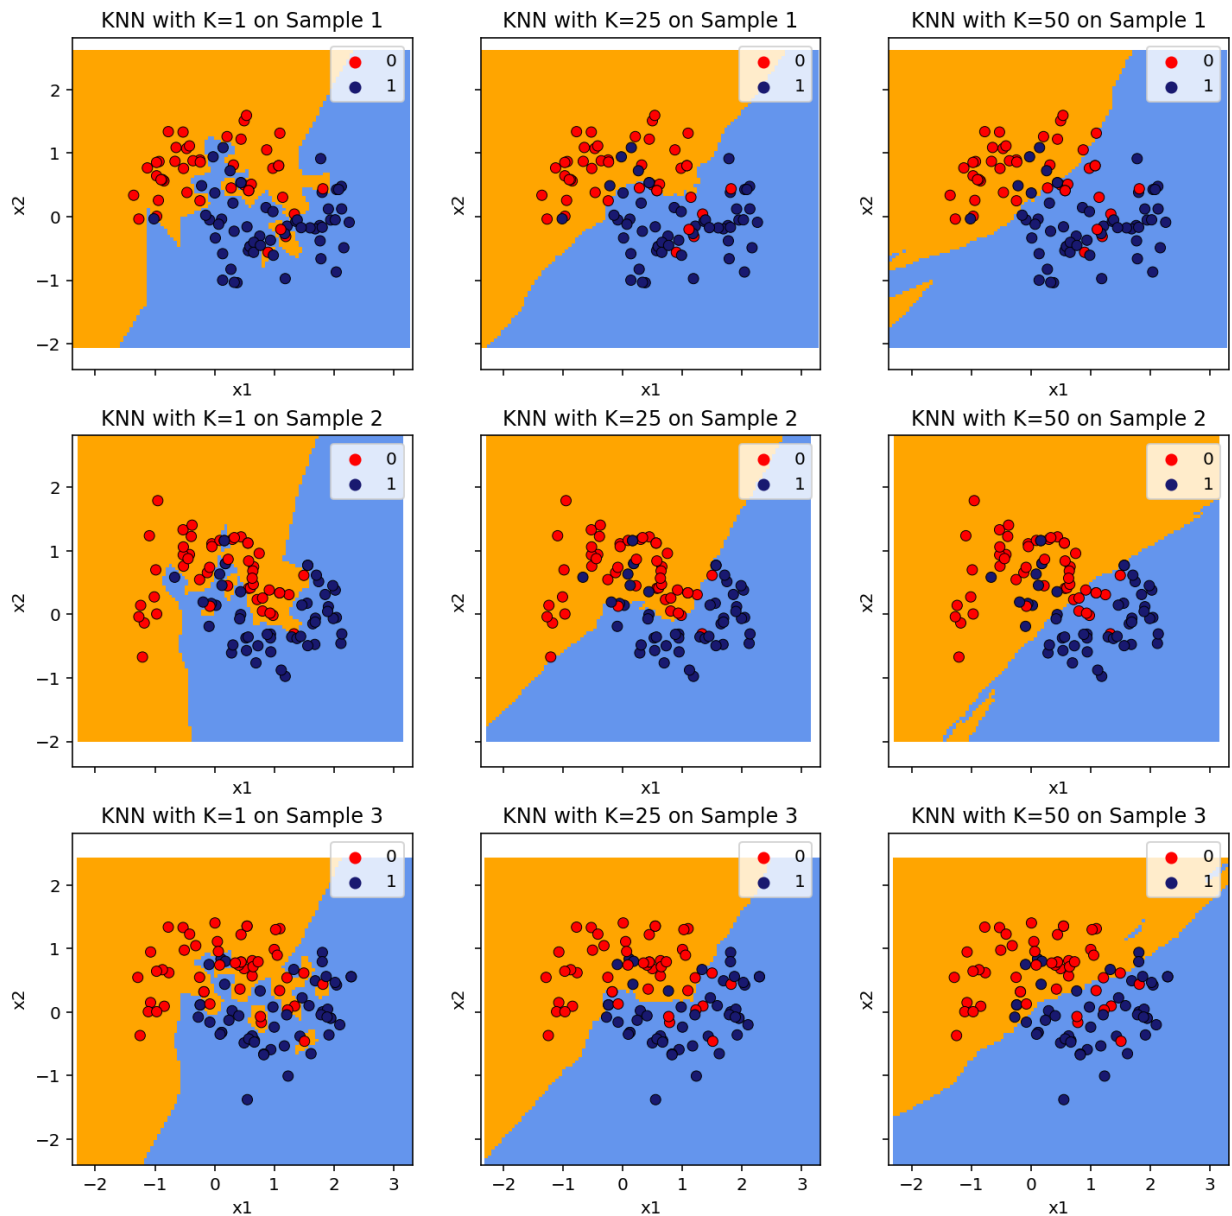 KNN with K=1 on Sample 1
KNN with K=25 on Sample 1
KNN with K=50 on Sample 1
0
1
0
1
0
1
x2
2
1
0
−1
−2
x2
x2
x1
x1
x1
KNN with K=1 on Sample 2
KNN with K=25 on Sample 2
KNN with K=50 on Sample 2
0
1
0
1
0
1
x2
2
1
0
−1
−2
x2
x2
x1
x1
x1
KNN with K=1 on Sample 3
KNN with K=25 on Sample 3
KNN with K=50 on Sample 3
0
1
0
1
0
1
x2
2
1
0
−1
−2
x2
x2
−2 −1 0 1 2 3
−2 −1 0 1 2 3
−2 −1 0 1 2 3
x1
x1
x1